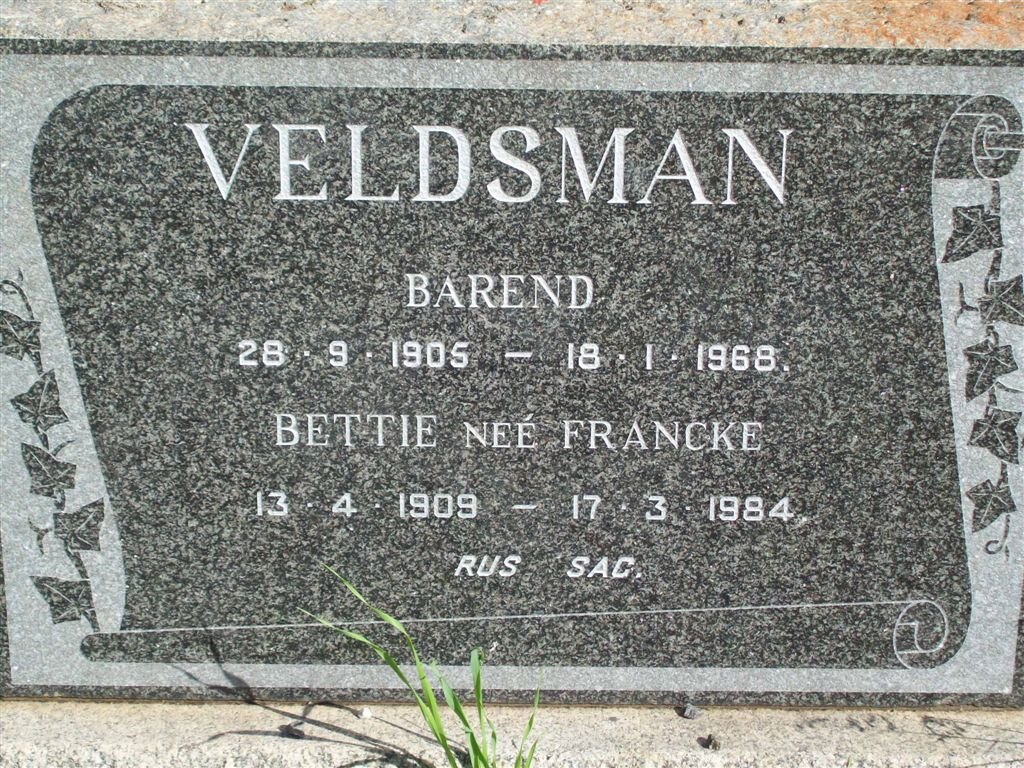 VELDSMAN
BAREND
28 · 9 · 1905 – 18 · 1 · 1968.
BETTIE NEÉ FRANCKE
13 · 4 · 1909 – 17 · 3 · 1984.
RUS SAG.